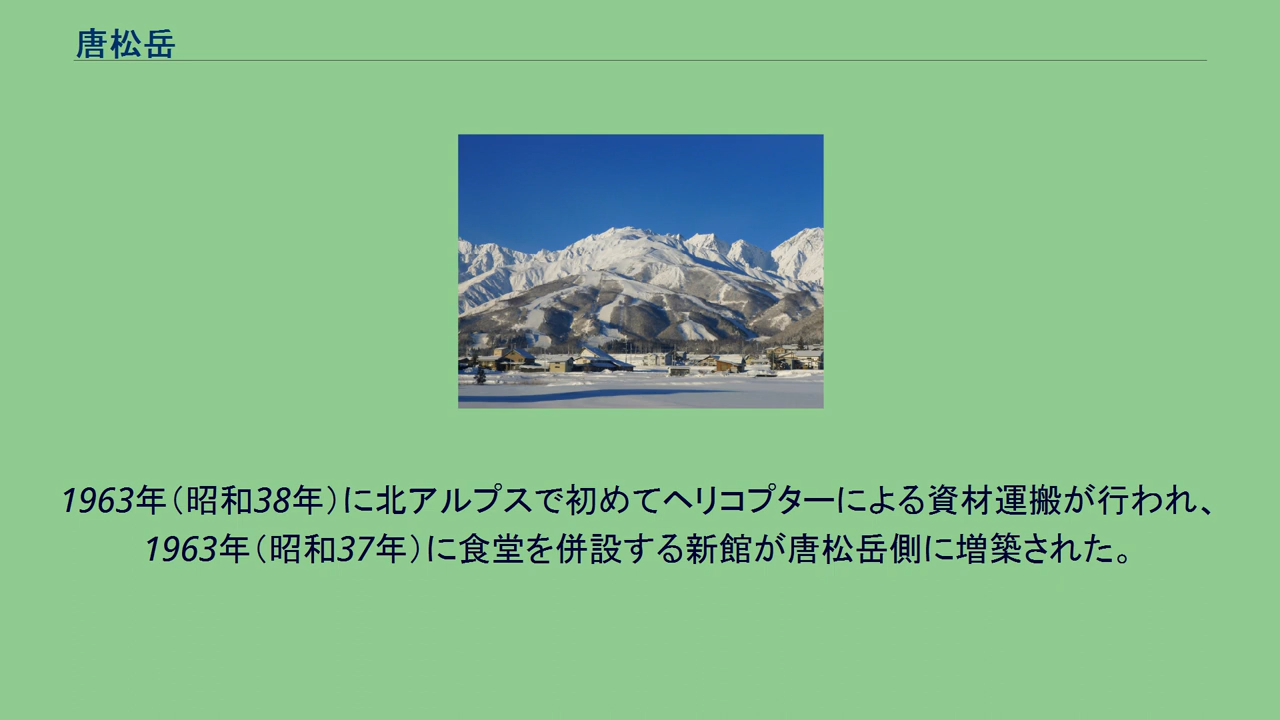 唐松岳
1963年（昭和38年）に北アルプスで初めてヘリコプターによる資材運搬が行われ、
1963年（昭和37年）に食堂を併設する新館が唐松岳側に増築された。